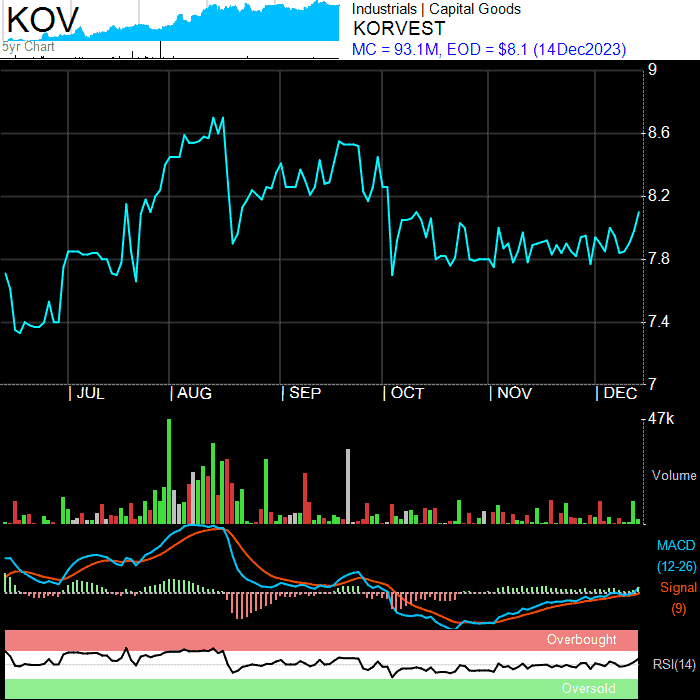 KOV
5yr Chart
Industrials | Capital Goods
KORVEST
MC = 93.1M, EOD = $8.1 (14Dec2023)
9
8.6
8.2
7.8
7.4
7
| JUL | AUG | SEP | OCT | NOV | DEC
47k
Volume
MACD
(12-26)
Signal
(9)
Overbought
RSI(14)
Oversold